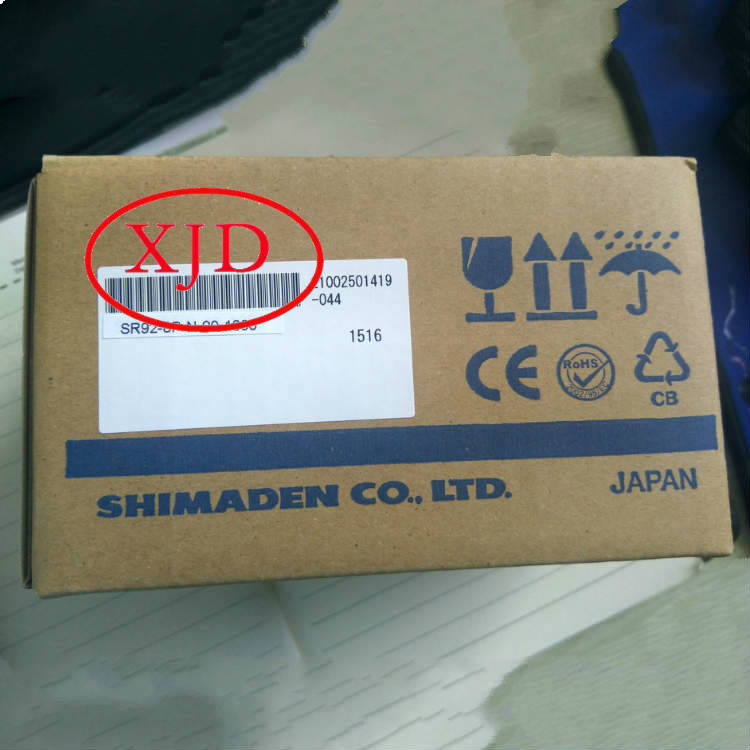 XJD
21002501419
-044
1516
CE
RoHS
CB
SHIMADEN CO., LTD.
JAPAN